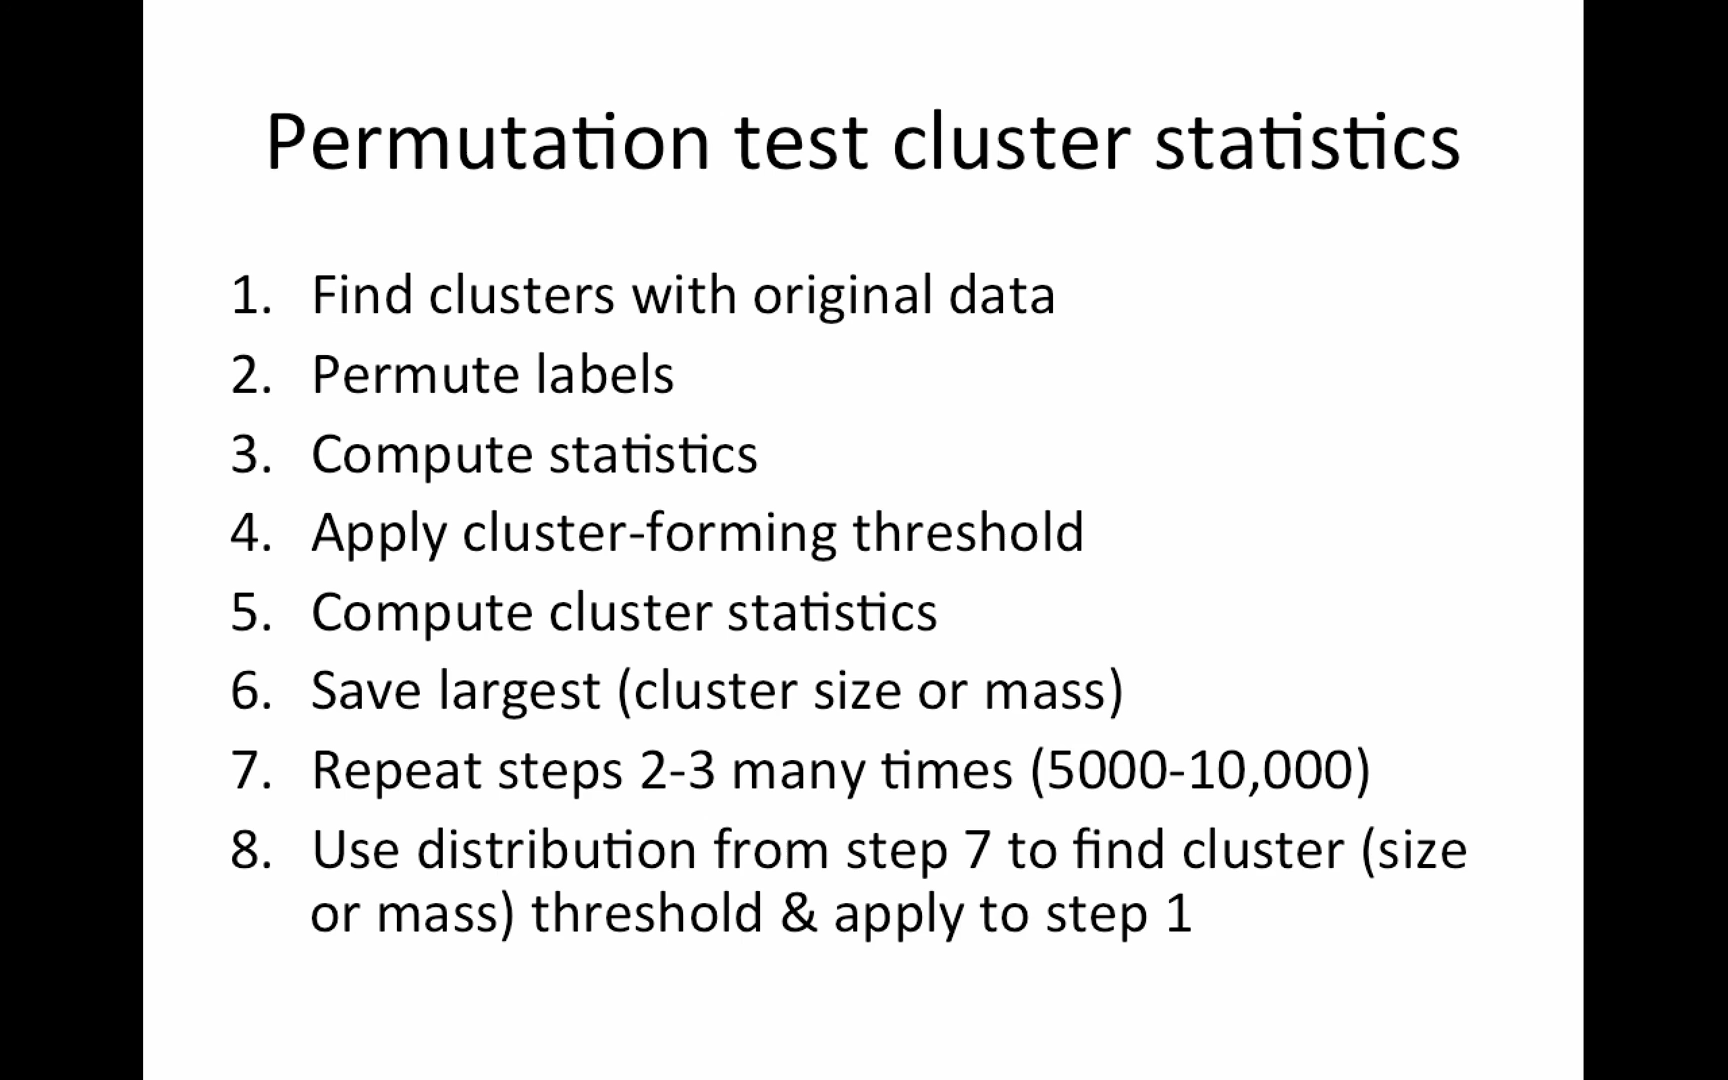 Permutation test cluster statistics
1. Find clusters with original data
2. Permute labels
3. Compute statistics
4. Apply cluster-forming threshold
5. Compute cluster statistics
6. Save largest (cluster size or mass)
7. Repeat steps 2-3 many times (5000-10,000)
8. Use distribution from step 7 to find cluster (size
or mass) threshold & apply to step 1